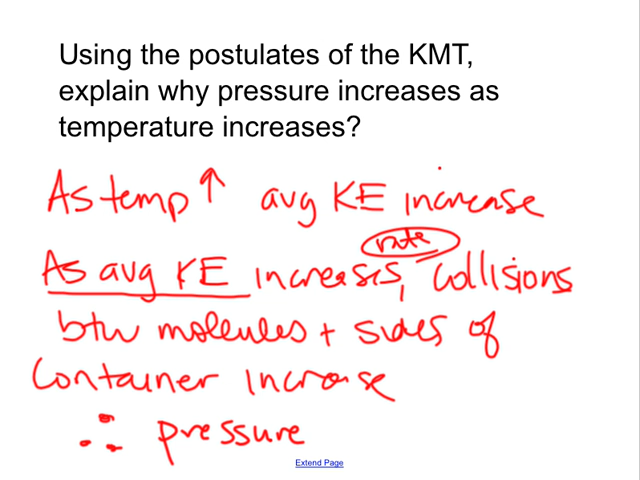 Using the postulates of the KMT,
explain why pressure increases as
temperature increases?
As temp ↑ avg KE increase
rate
As avg KE increases, collisions
btw molecules + sides of
container increase
∴ pressure
Extend Page